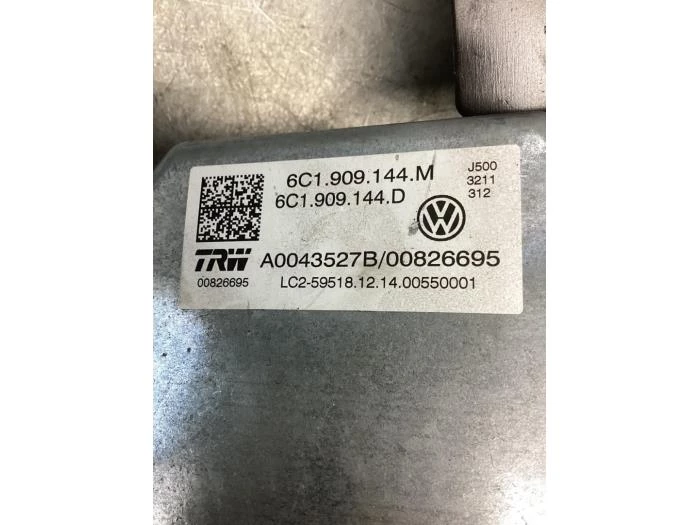 6C1.909.144.M
6C1.909.144.D
J500
3211
312
TRW
A0043527B/00826695
00826695
LC2-59518.12.14.00550001